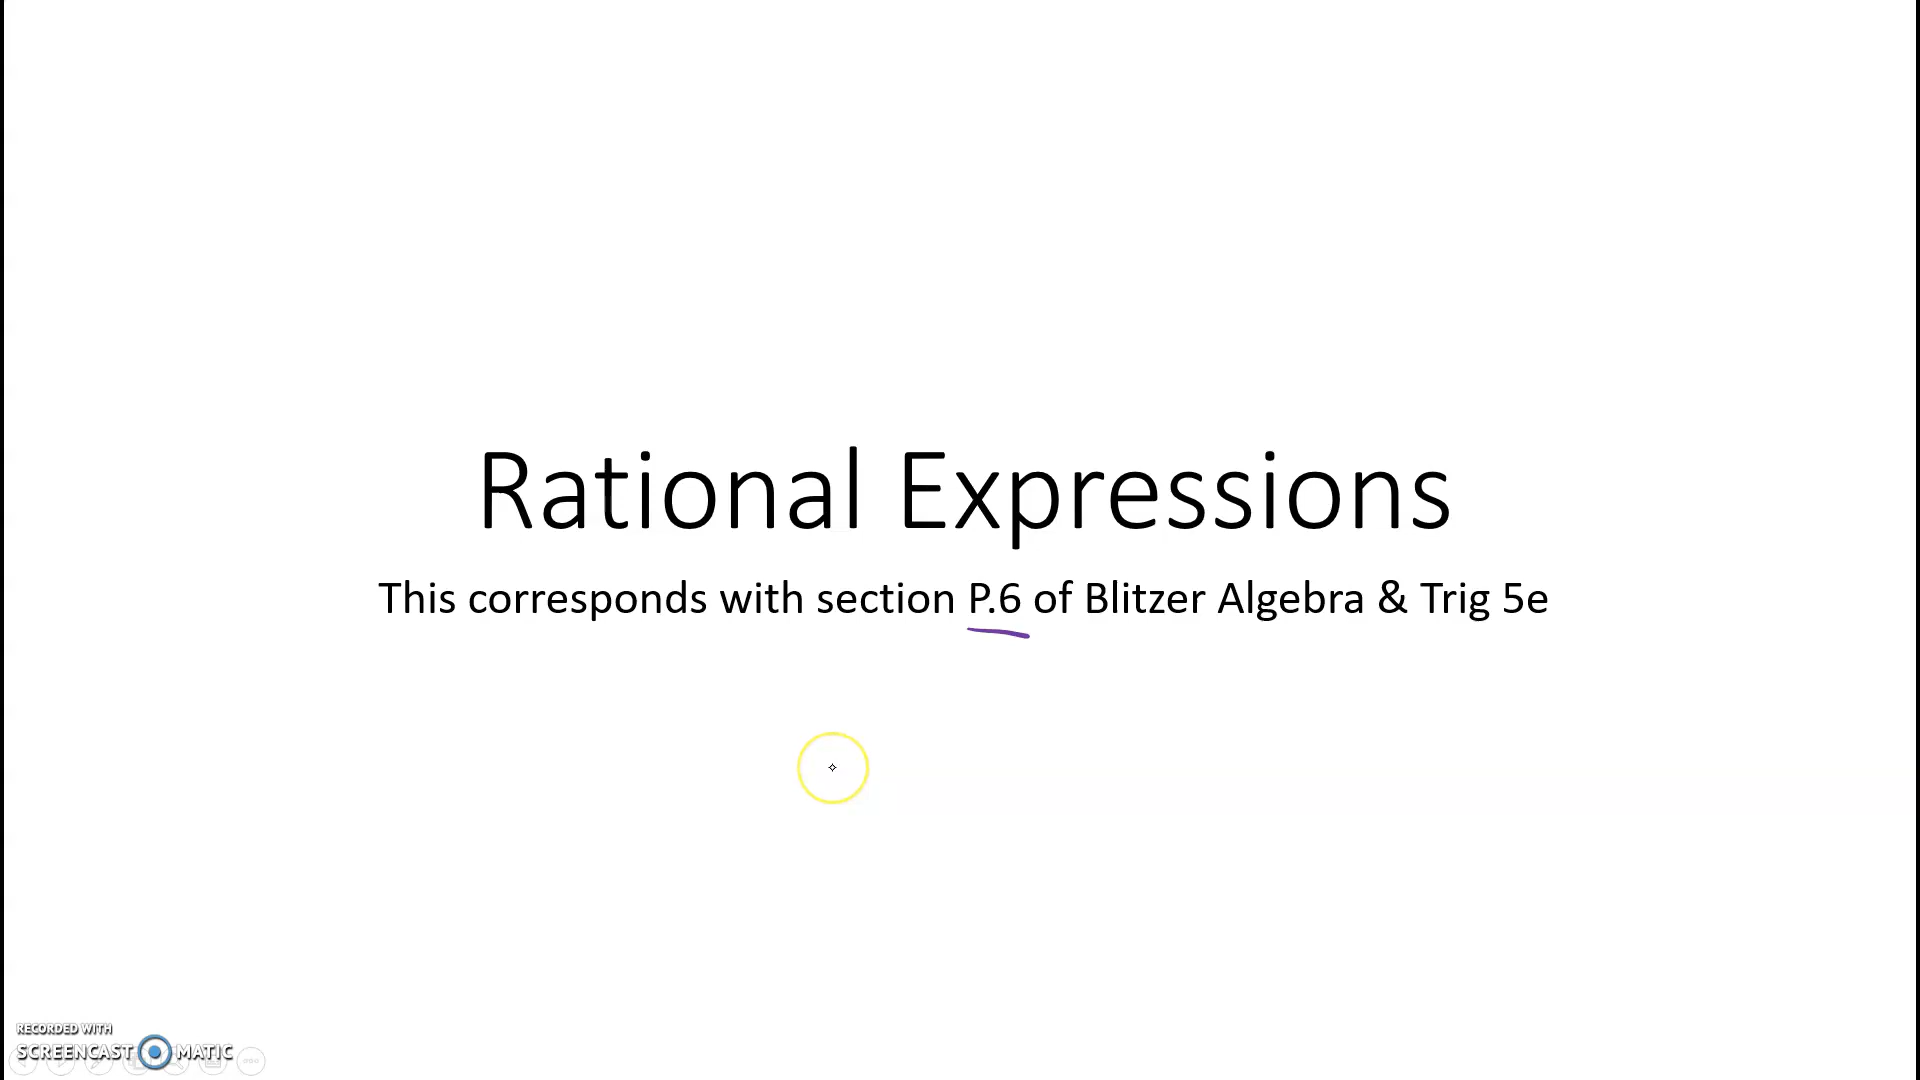 Rational Expressions
This corresponds with section P.6 of Blitzer Algebra & Trig 5e
RECORDED WITH
SCREENCAST MATIC